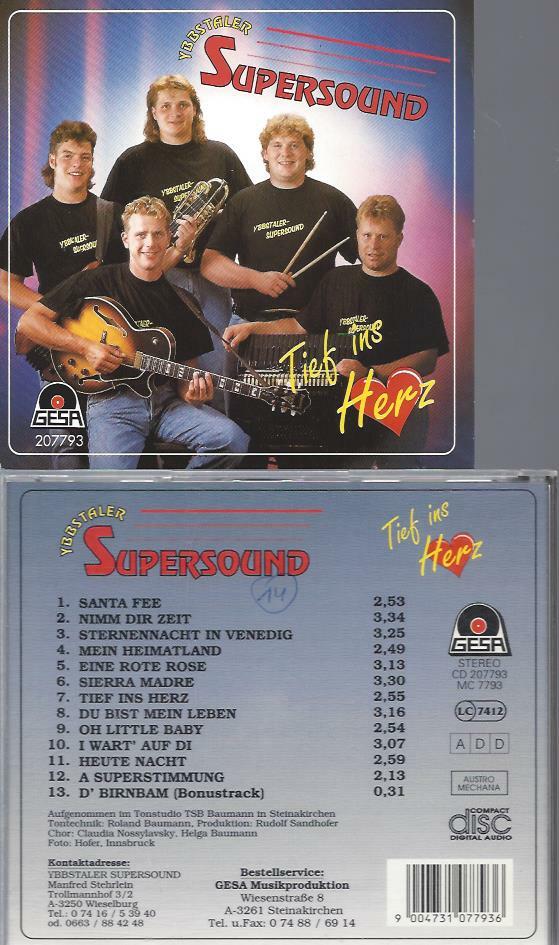 YBBSTALER
SUPERSOUND
YBBSTALER-
SUPERSOUND
YBBSTALER-
SUPERSOUND
YBBSTALER-
SUPERSOUND
Tief ins
Herz
GESA
207793
YBBSTALER
SUPERSOUND
Tief ins
Herz
14
1. SANTA FEE 2,53
2. NIMM DIR ZEIT 3,34
3. STERNENNACHT IN VENEDIG 3,25
4. MEIN HEIMATLAND 2,49
5. EINE ROTE ROSE 3,13
6. SIERRA MADRE 3,30
7. TIEF INS HERZ 2,55
8. DU BIST MEIN LEBEN 3,16
9. OH LITTLE BABY 2,54
10. I WART' AUF DI 3,07
11. HEUTE NACHT 2,59
12. A SUPERSTIMMUNG 2,13
13. D' BIRNBAM (Bonustrack) 0,31
GESA
STEREO
CD 207793
MC 7793
LC 7412
A D D
AUSTRO
MECHANA
COMPACT
disc
DIGITAL AUDIO
Aufgenommen im Tonstudio TSB Baumann in Steinakirchen
Tontechnik: Roland Baumann, Produktion: Rudolf Sandhofer
Chor: Claudia Nossylavsky, Helga Baumann
Foto: Hofer, Innsbruck
Kontaktadresse:
YBBSTALER SUPERSOUND
Manfred Stehrlein
Trollmannhof 3/2
A-3250 Wieselburg
Tel.: 0 74 16 / 5 39 40
od. 0663 / 88 42 48
Bestellservice:
GESA Musikproduktion
Wiesenstraße 8
A-3261 Steinakirchen
Tel. u.Fax: 0 74 88 / 69 14
9 004731 077936